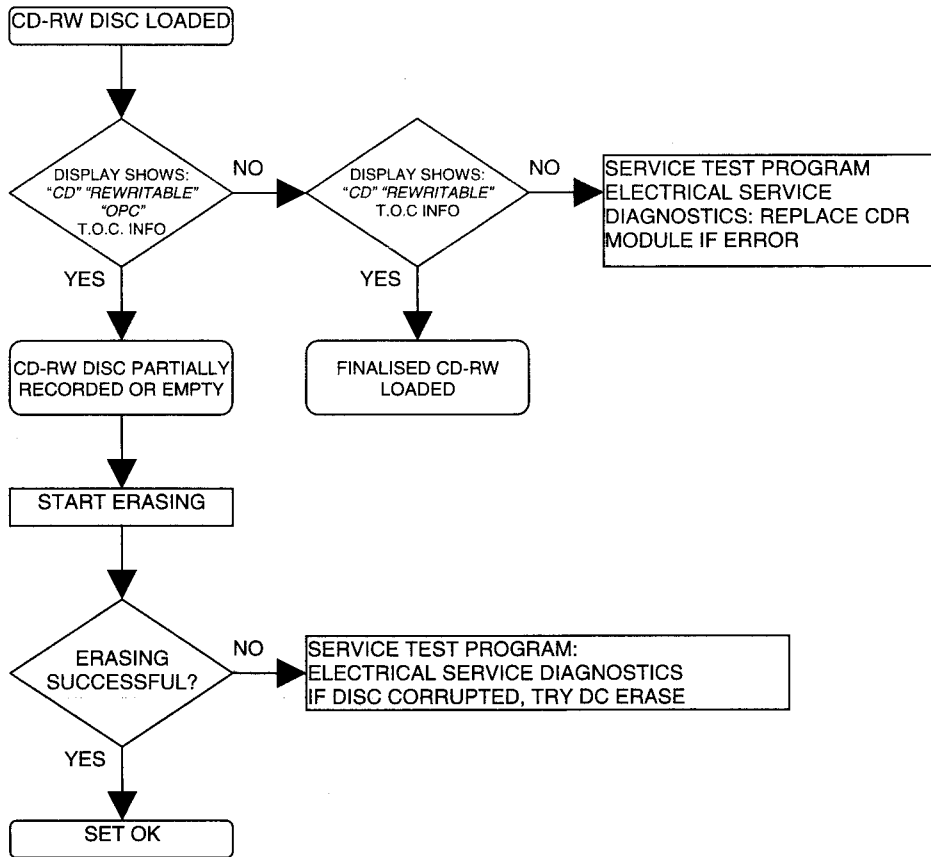 CD-RW DISC LOADED
DISPLAY SHOWS:
"CD" "REWRITABLE"
"OPC"
T.O.C. INFO
NO
DISPLAY SHOWS:
"CD" "REWRITABLE"
T.O.C INFO
NO
SERVICE TEST PROGRAM
ELECTRICAL SERVICE
DIAGNOSTICS: REPLACE CDR
MODULE IF ERROR
YES
YES
CD-RW DISC PARTIALLY
RECORDED OR EMPTY
FINALISED CD-RW
LOADED
START ERASING
ERASING
SUCCESSFUL?
NO
SERVICE TEST PROGRAM:
ELECTRICAL SERVICE DIAGNOSTICS
IF DISC CORRUPTED, TRY DC ERASE
YES
SET OK